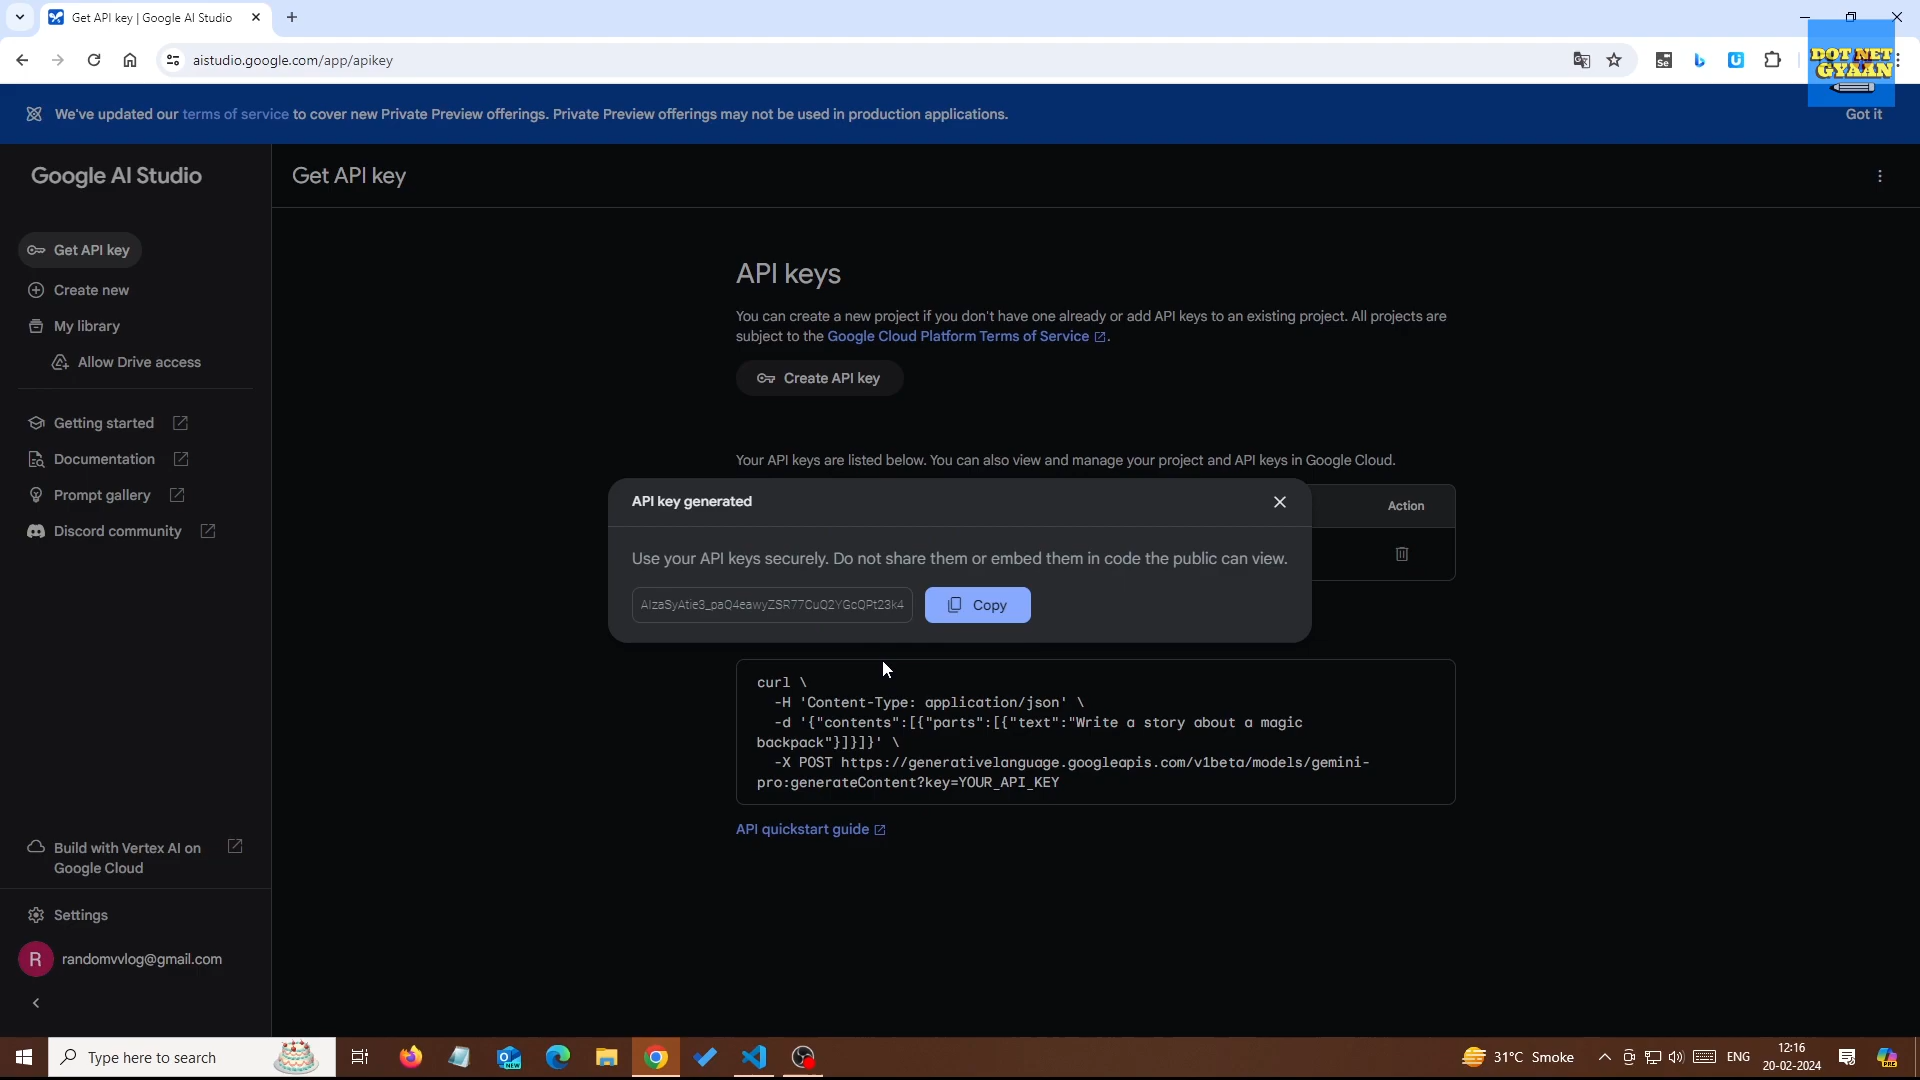 Get API key | Google AI Studio
aistudio.google.com/app/apikey
DOT NET
GYAAN
We've updated our terms of service to cover new Private Preview offerings. Private Preview offerings may not be used in production applications.
Got it
Google AI Studio
Get API key
Get API key
Create new
My library
Allow Drive access
Getting started
Documentation
Prompt gallery
Discord community
Build with Vertex AI on
Google Cloud
Settings
R
randomvvlog@gmail.com
API keys
You can create a new project if you don't have one already or add API keys to an existing project. All projects are
subject to the Google Cloud Platform Terms of Service.
Create API key
Your API keys are listed below. You can also view and manage your project and API keys in Google Cloud.
Action
API key generated
Use your API keys securely. Do not share them or embed them in code the public can view.
Copy
curl \
-H 'Content-Type: application/json' \
-d '{"contents":[{"parts":[{"text":"Write a story about a magic
backpack"}]}]}' \
-X POST https://generativelanguage.googleapis.com/v1beta/models/gemini-
pro:generateContent?key=YOUR_API_KEY
API quickstart guide
Type here to search
31°C Smoke
ENG
12:16
20-02-2024